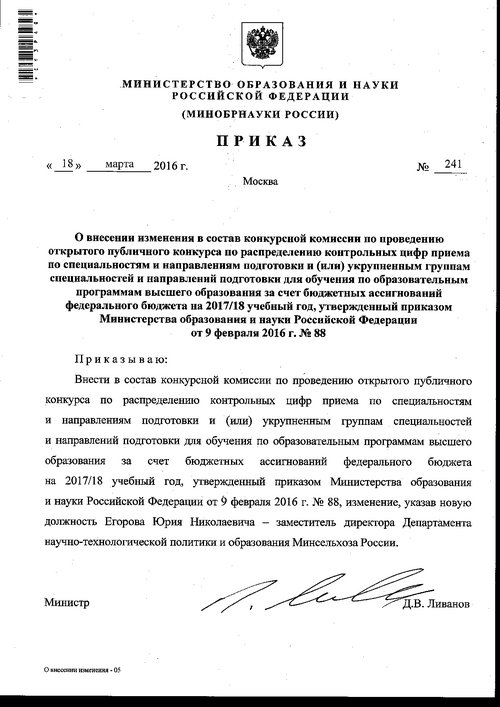 МИНИСТЕРСТВО ОБРАЗОВАНИЯ И НАУКИ
РОССИЙСКОЙ ФЕДЕРАЦИИ
(МИНОБРНАУКИ РОССИИ)
ПРИКАЗ
« 18 » марта 2016 г. № 241
Москва
О внесении изменения в состав конкурсной комиссии по проведению
открытого публичного конкурса по распределению контрольных цифр приема
по специальностям и направлениям подготовки и (или) укрупненным группам
специальностей и направлений подготовки для обучения по образовательным
программам высшего образования за счет бюджетных ассигнований
федерального бюджета на 2017/18 учебный год, утвержденный приказом
Министерства образования и науки Российской Федерации
от 9 февраля 2016 г. № 88
Приказываю:
Внести в состав конкурсной комиссии по проведению открытого публичного
конкурса по распределению контрольных цифр приема по специальностям
и направлениям подготовки и (или) укрупненным группам специальностей
и направлений подготовки для обучения по образовательным программам высшего
образования за счет бюджетных ассигнований федерального бюджета
на 2017/18 учебный год, утвержденный приказом Министерства образования
и науки Российской Федерации от 9 февраля 2016 г. № 88, изменение, указав новую
должность Егорова Юрия Николаевича – заместитель директора Департамента
научно-технологической политики и образования Минсельхоза России.
Министр Д.В. Ливанов
О внесении изменения - 05